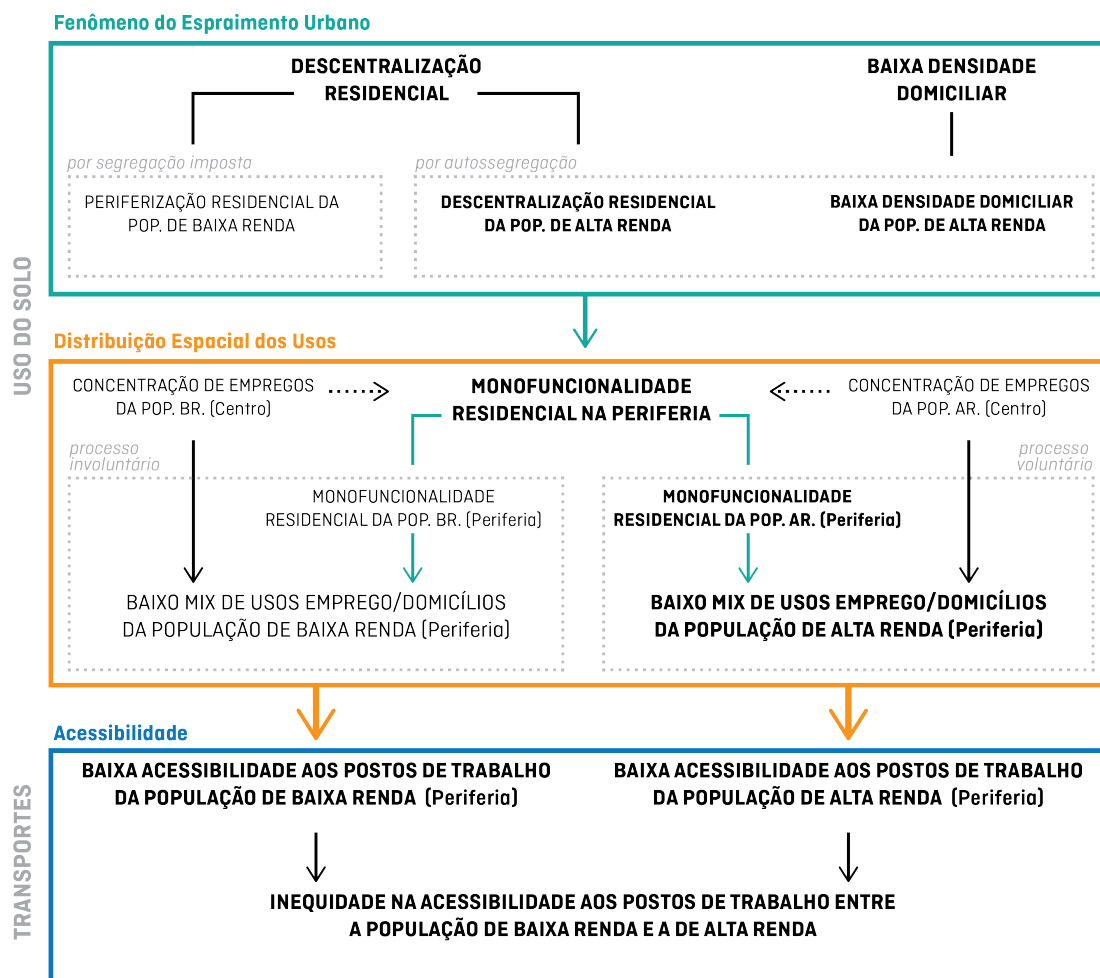 Fenômeno do Espraimento Urbano
DESCENTRALIZAÇÃO
RESIDENCIAL
BAIXA DENSIDADE
DOMICILIAR
por segregação imposta
por autossegregação
PERIFERIZAÇÃO RESIDENCIAL DA
POP. DE BAIXA RENDA
DESCENTRALIZAÇÃO RESIDENCIAL
DA POP. DE ALTA RENDA
BAIXA DENSIDADE DOMICILIAR
DA POP. DE ALTA RENDA
USO DO SOLO
Distribuição Espacial dos Usos
CONCENTRAÇÃO DE EMPREGOS
DA POP. BR. (Centro)
MONOFUNCIONALIDADE
RESIDENCIAL NA PERIFERIA
CONCENTRAÇÃO DE EMPREGOS
DA POP. AR. (Centro)
processo
involuntário
processo
voluntário
MONOFUNCIONALIDADE
RESIDENCIAL DA POP. BR. (Periferia)
MONOFUNCIONALIDADE
RESIDENCIAL DA POP. AR. (Periferia)
BAIXO MIX DE USOS EMPREGO/DOMICÍLIOS
DA POPULAÇÃO DE BAIXA RENDA (Periferia)
BAIXO MIX DE USOS EMPREGO/DOMICÍLIOS
DA POPULAÇÃO DE ALTA RENDA (Periferia)
Acessibilidade
TRANSPORTES
BAIXA ACESSIBILIDADE AOS POSTOS DE TRABALHO
DA POPULAÇÃO DE BAIXA RENDA (Periferia)
BAIXA ACESSIBILIDADE AOS POSTOS DE TRABALHO
DA POPULAÇÃO DE ALTA RENDA (Periferia)
INEQUIDADE NA ACESSIBILIDADE AOS POSTOS DE TRABALHO ENTRE
A POPULAÇÃO DE BAIXA RENDA E A DE ALTA RENDA